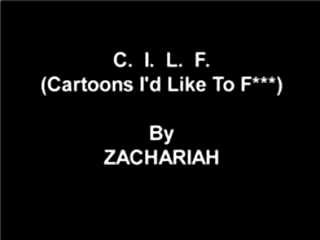 C. I. L. F.
(Cartoons I'd Like To F***)
By
ZACHARIAH